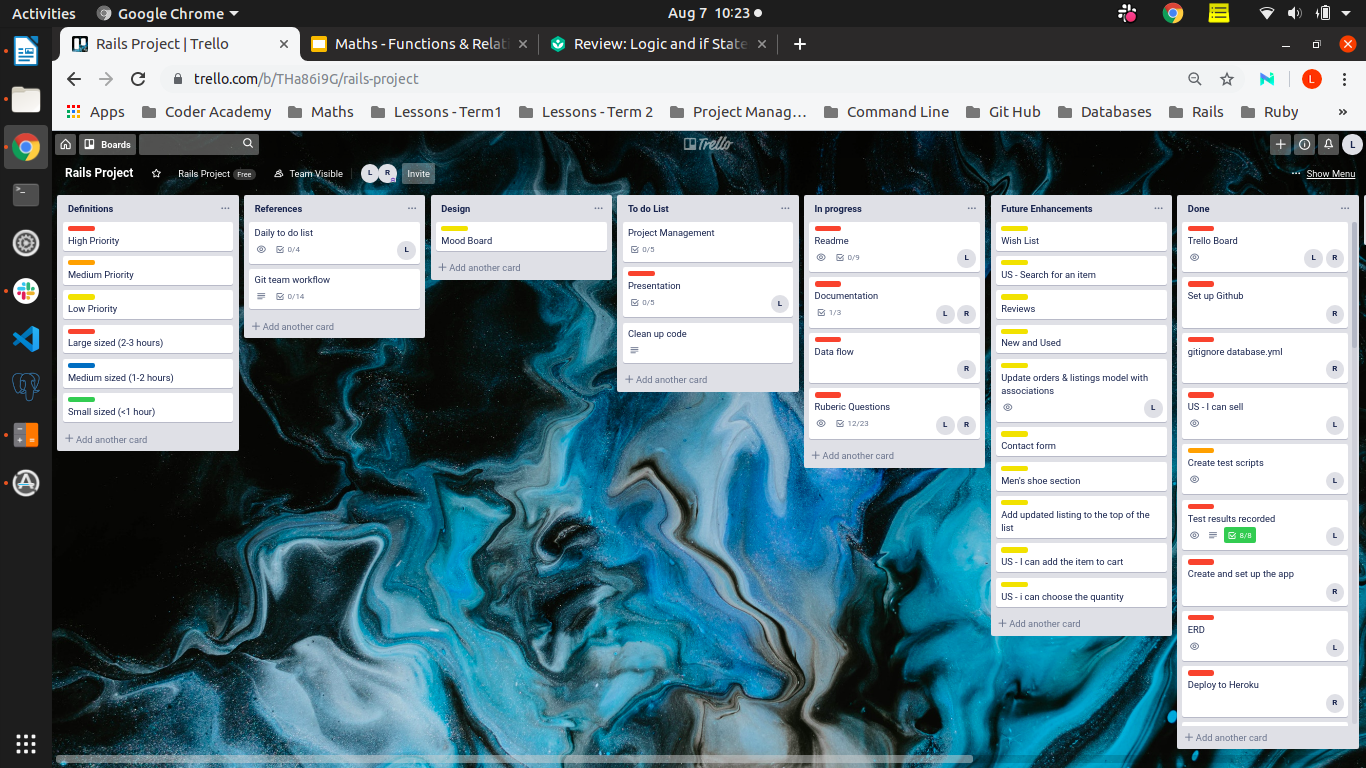 Activities
Google Chrome
Aug 7 10:23
Rails Project | Trello
Maths - Functions & Relati
Review: Logic and if State
trello.com/b/THa86i9G/rails-project
L
Apps
Coder Academy
Maths
Lessons - Term1
Lessons - Term 2
Project Manag...
Command Line
Git Hub
Databases
Rails
Ruby
»
Boards
Trello
L
Rails Project
Rails Project
Free
Team Visible
L
R
Invite
... Show Menu
Definitions
High Priority
Medium Priority
Low Priority
Large sized (2-3 hours)
Medium sized (1-2 hours)
Small sized (<1 hour)
+ Add another card
References
Daily to do list
0/4
L
Git team workflow
0/14
+ Add another card
Design
Mood Board
+ Add another card
To do List
Project Management
0/5
Presentation
0/5
L
Clean up code
+ Add another card
In progress
Readme
0/9
L
Documentation
1/3
L R
Data flow
R
Ruberic Questions
12/23
L R
+ Add another card
Future Enhancements
Wish List
US - Search for an item
Reviews
New and Used
Update orders & listings model with
associations
L
Contact form
Men's shoe section
Add updated listing to the top of the
list
US - I can add the item to cart
US - i can choose the quantity
+ Add another card
Done
Trello Board
L R
Set up Github
R
gitignore database.yml
R
US - I can sell
L
Create test scripts
L
Test results recorded
8/8
L
Create and set up the app
R
ERD
L
Deploy to Heroku
R
+ Add another card